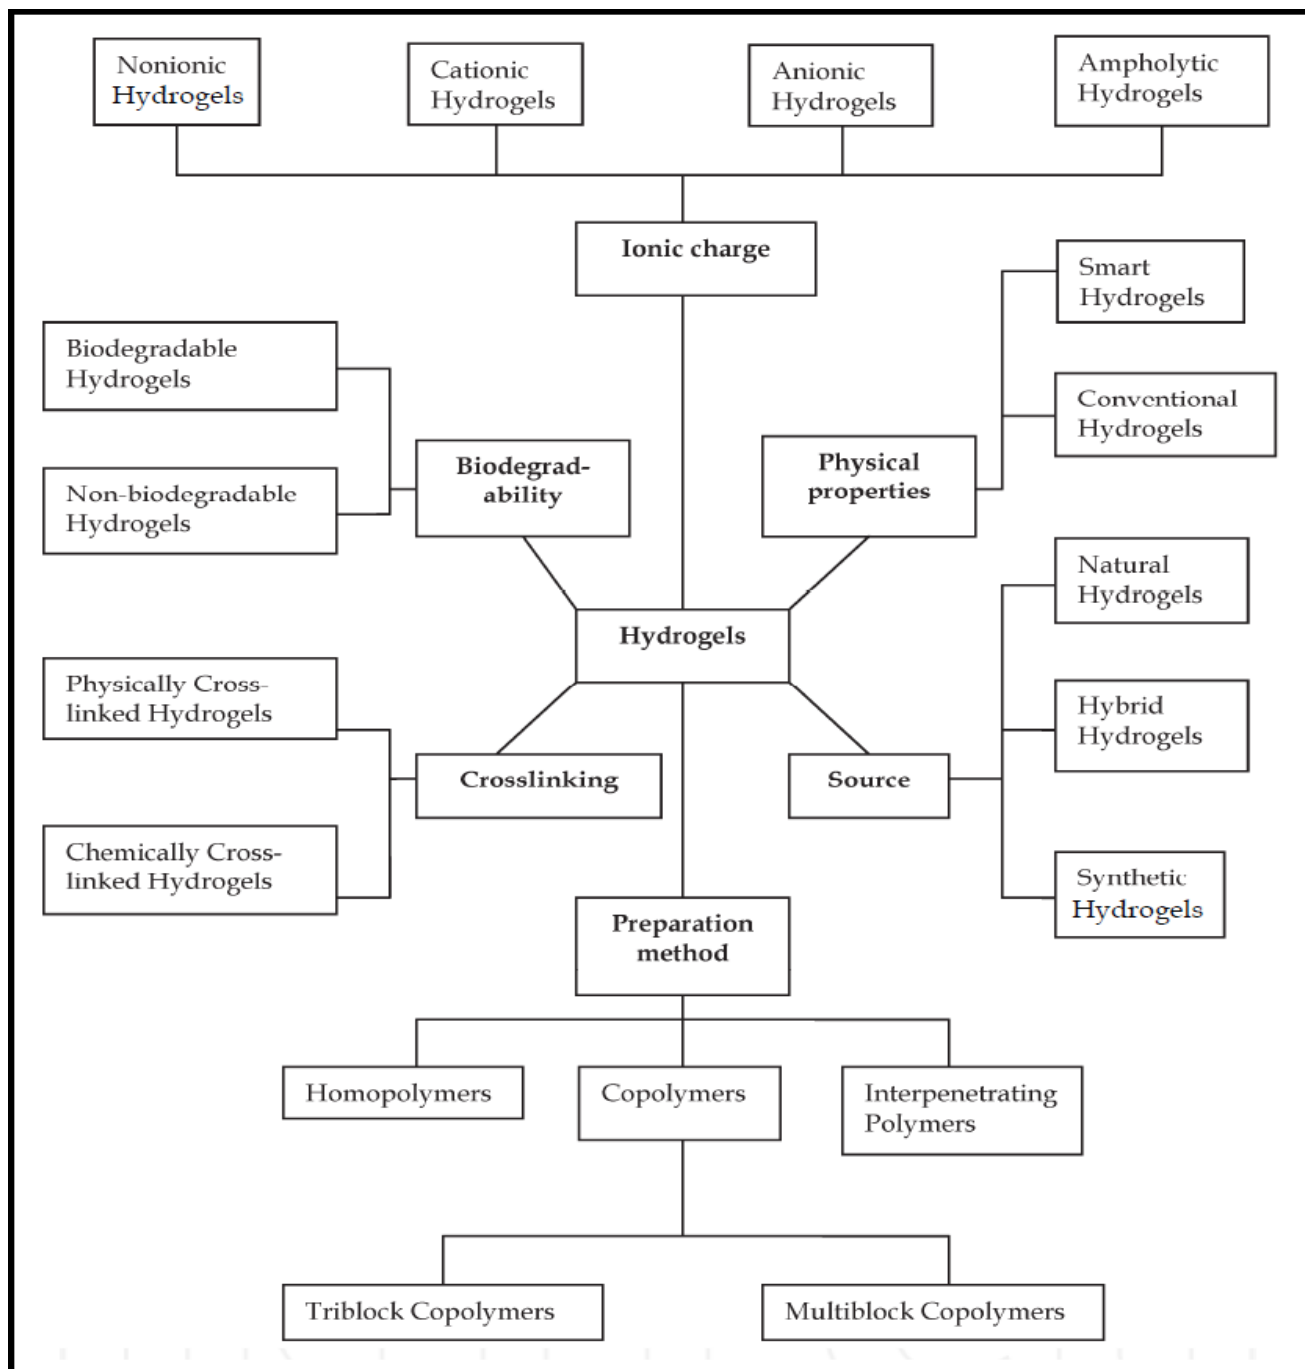 Nonionic
Hydrogels
Cationic
Hydrogels
Anionic
Hydrogels
Ampholytic
Hydrogels
Ionic charge
Smart
Hydrogels
Biodegradable
Hydrogels
Conventional
Hydrogels
Biodegrad-
ability
Physical
properties
Non-biodegradable
Hydrogels
Natural
Hydrogels
Hydrogels
Physically Cross-
linked Hydrogels
Hybrid
Hydrogels
Crosslinking
Source
Chemically Cross-
linked Hydrogels
Synthetic
Hydrogels
Preparation
method
Homopolymers
Copolymers
Interpenetrating
Polymers
Triblock Copolymers
Multiblock Copolymers